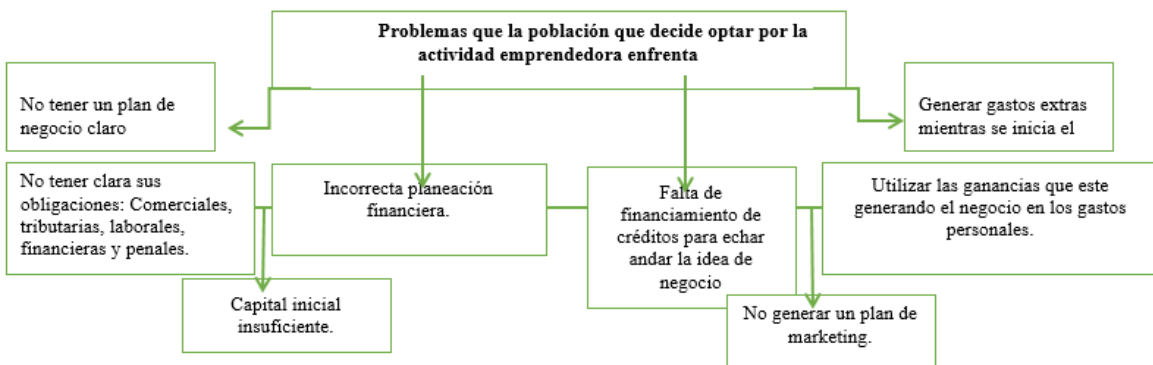 Problemas que la población que decide optar por la
actividad emprendedora enfrenta
No tener un plan de
negocio claro
Generar gastos extras
mientras se inicia el
No tener clara sus
obligaciones: Comerciales,
tributarias, laborales,
financieras y penales.
Incorrecta planeación
financiera.
Falta de
financiamiento de
créditos para echar
andar la idea de
negocio
Utilizar las ganancias que este
generando el negocio en los gastos
personales.
Capital inicial
insuficiente.
No generar un plan de
marketing.